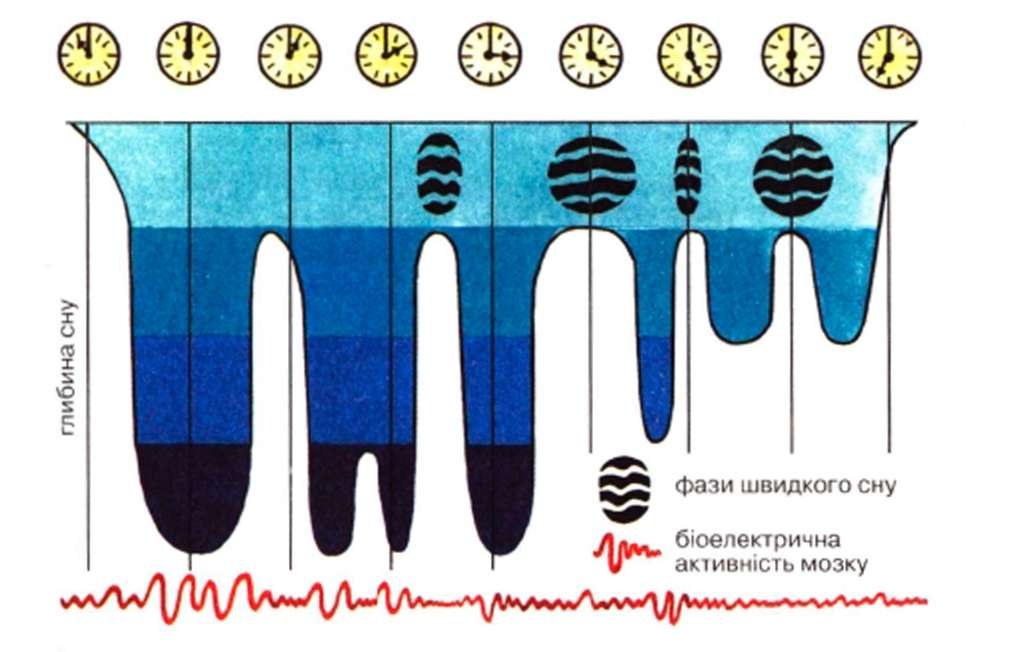 глибина сну
фази швидкого сну
біоелектрична
активність мозку